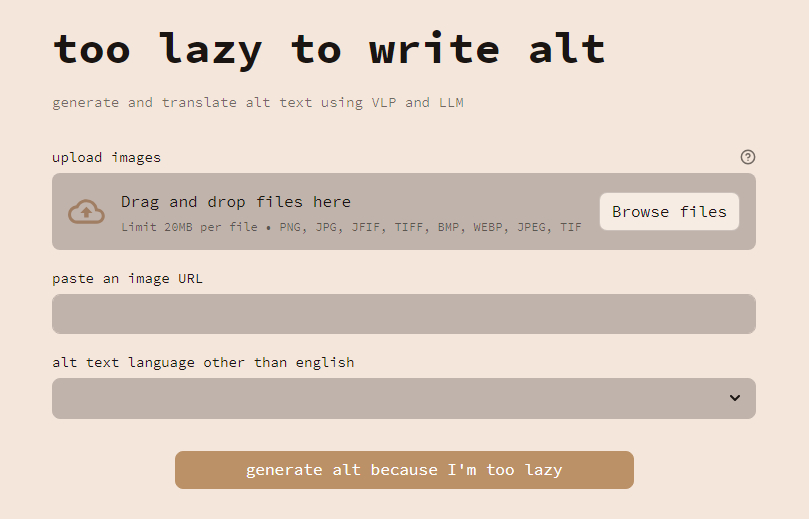 too lazy to write alt
generate and translate alt text using VLP and LLM
upload images
Drag and drop files here
Limit 20MB per file • PNG, JPG, JFIF, TIFF, BMP, WEBP, JPEG, TIF
Browse files
paste an image URL
alt text language other than english
generate alt because I'm too lazy